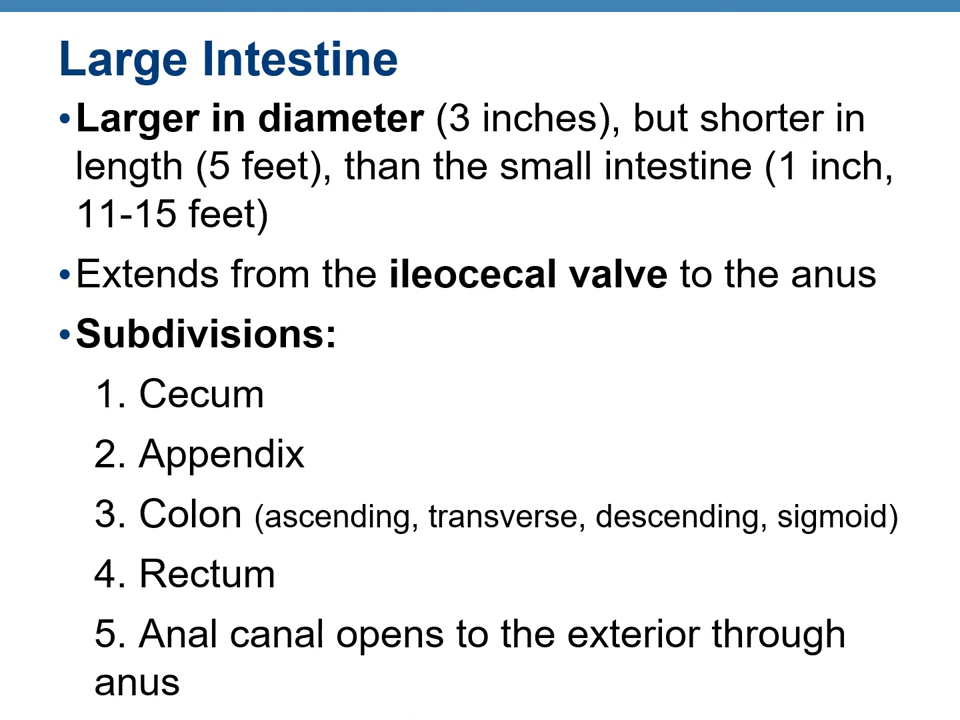 Large Intestine
•Larger in diameter (3 inches), but shorter in
length (5 feet), than the small intestine (1 inch,
11-15 feet)
•Extends from the ileocecal valve to the anus
•Subdivisions:
1. Cecum
2. Appendix
3. Colon (ascending, transverse, descending, sigmoid)
4. Rectum
5. Anal canal opens to the exterior through
anus